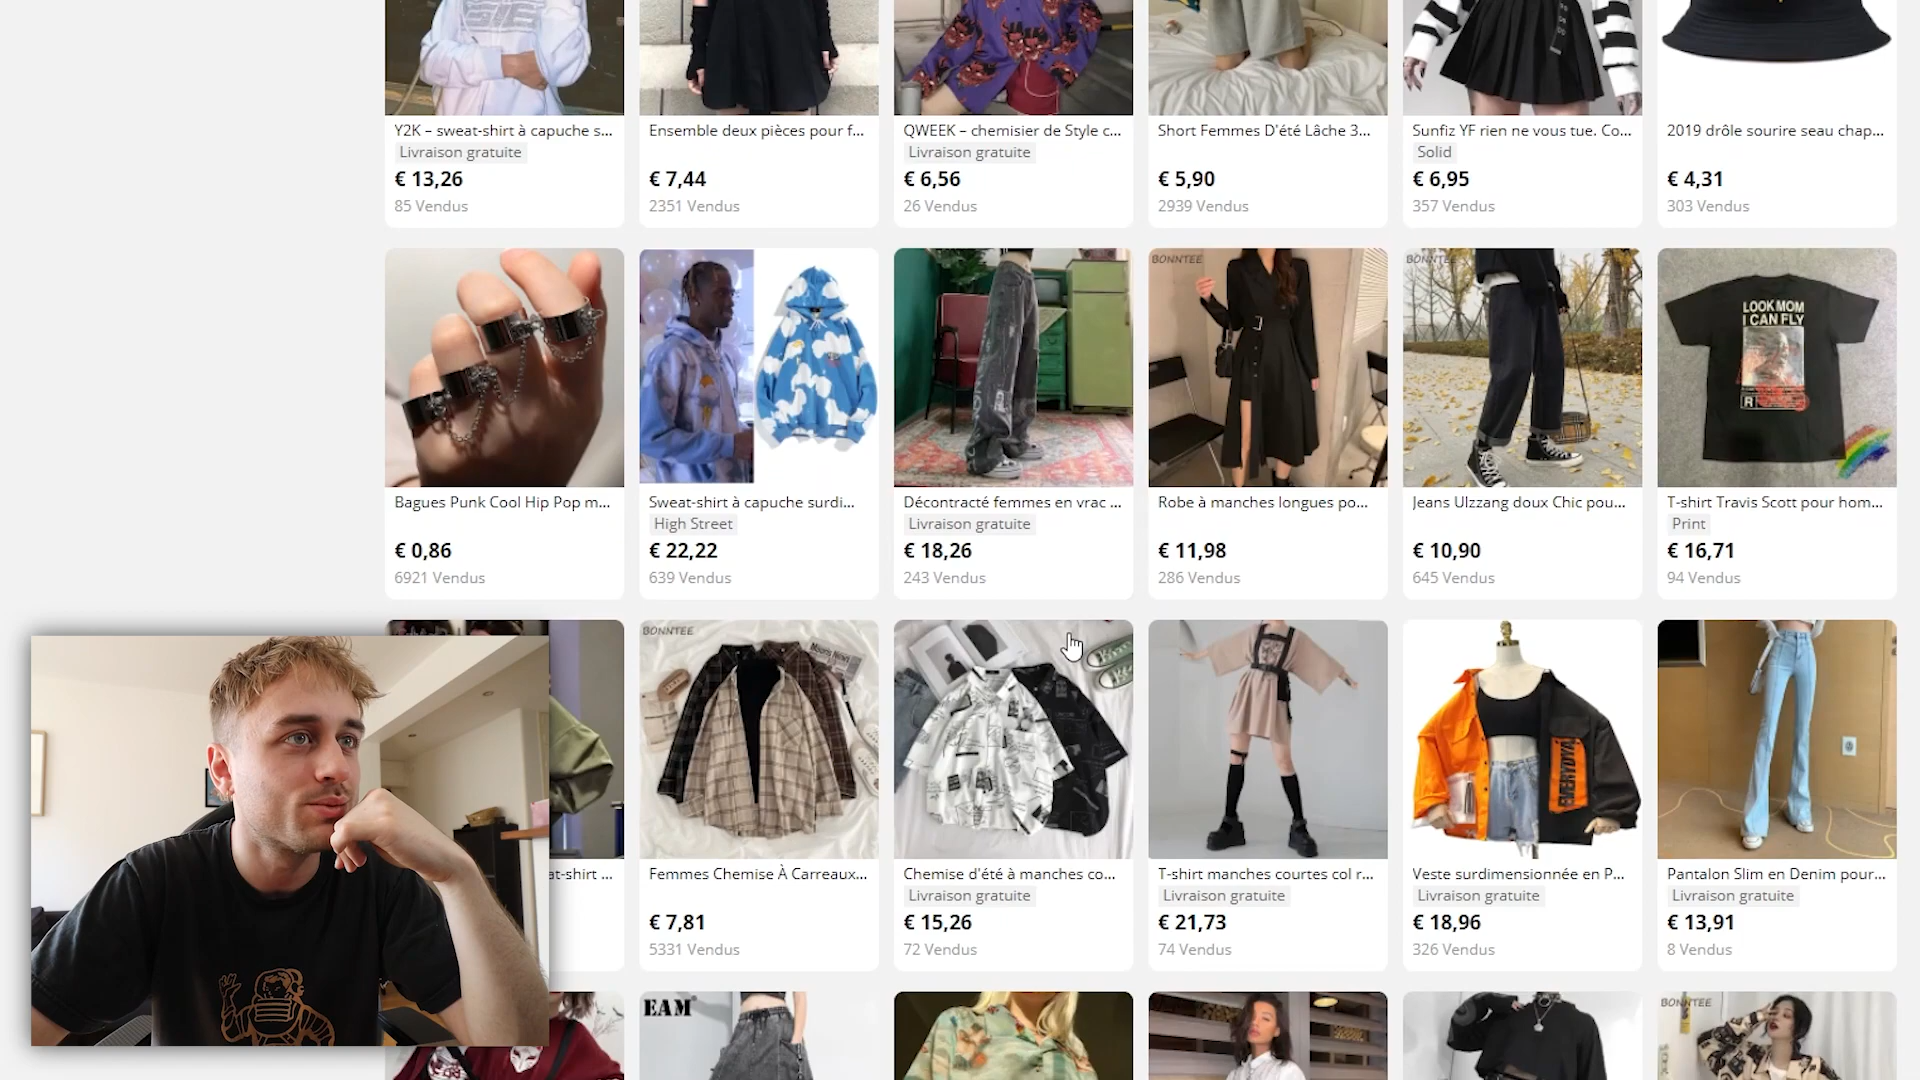 Y2K – sweat-shirt à capuche s...
Livraison gratuite
€ 13,26
85 Vendus
Ensemble deux pièces pour f...
€ 7,44
2351 Vendus
QWEEK – chemisier de Style c...
Livraison gratuite
€ 6,56
26 Vendus
Short Femmes D'été Lâche 3...
€ 5,90
2939 Vendus
Sunfiz YF rien ne vous tue. Co...
Solid
€ 6,95
357 Vendus
2019 drôle sourire seau chap...
€ 4,31
303 Vendus
Bagues Punk Cool Hip Pop m...
€ 0,86
6921 Vendus
Sweat-shirt à capuche surdi...
High Street
€ 22,22
639 Vendus
Décontracté femmes en vrac ...
Livraison gratuite
€ 18,26
243 Vendus
BONNTEE
Robe à manches longues po...
€ 11,98
286 Vendus
BONNTEE
Jeans Ulzzang doux Chic pou...
€ 10,90
645 Vendus
LOOK MOM
I CAN FLY
R
T-shirt Travis Scott pour hom...
Print
€ 16,71
94 Vendus
at-shirt ...
BONNTEE
Femmes Chemise À Carreaux...
€ 7,81
5331 Vendus
Chemise d'été à manches co...
Livraison gratuite
€ 15,26
72 Vendus
T-shirt manches courtes col r...
Livraison gratuite
€ 21,73
74 Vendus
Veste surdimensionnée en P...
Livraison gratuite
€ 18,96
326 Vendus
Pantalon Slim en Denim pour...
Livraison gratuite
€ 13,91
8 Vendus
EAM
BONNTEE